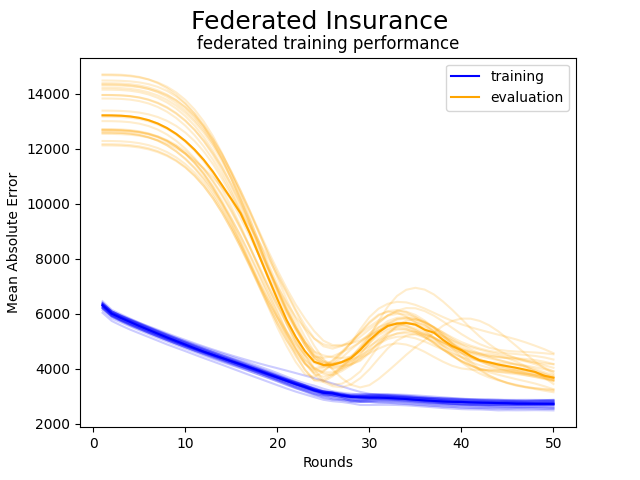 Federated Insurance
federated training performance
training
evaluation
Mean Absolute Error
14000
12000
10000
8000
6000
4000
2000
0 10 20 30 40 50
Rounds